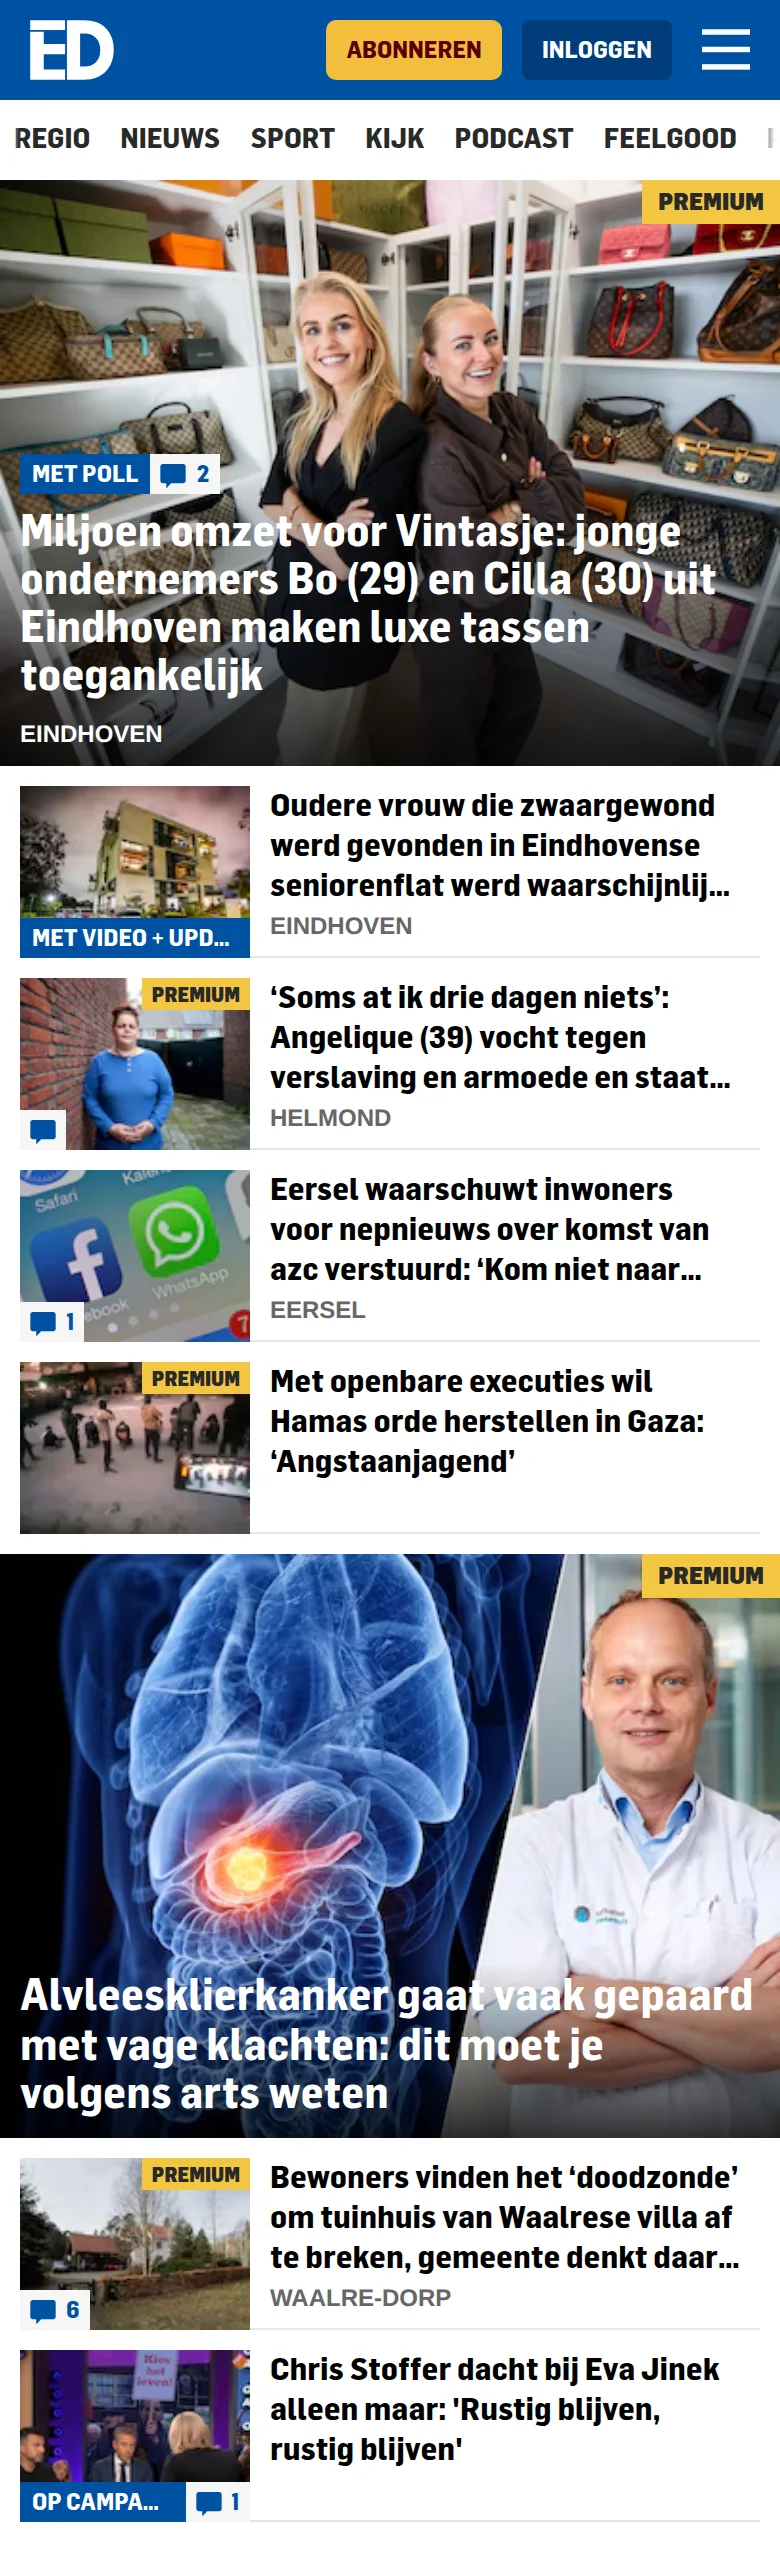 ED
ABONNEREN
INLOGGEN
REGIO NIEUWS SPORT KIJK PODCAST FEELGOOD
PREMIUM
MET POLL 2
Miljoen omzet voor Vintasje: jonge
ondernemers Bo (29) en Cilla (30) uit
Eindhoven maken luxe tassen
toegankelijk
EINDHOVEN
Oudere vrouw die zwaargewond
werd gevonden in Eindhovense
seniorenflat werd waarschijnlij...
EINDHOVEN
MET VIDEO + UPD...
PREMIUM
‘Soms at ik drie dagen niets’:
Angelique (39) vocht tegen
verslaving en armoede en staat...
HELMOND
Safari
WhatsApp
ebook
7
1
Eersel waarschuwt inwoners
voor nepnieuws over komst van
azc verstuurd: ‘Kom niet naar...
EERSEL
PREMIUM
Met openbare executies wil
Hamas orde herstellen in Gaza:
‘Angstaanjagend’
PREMIUM
Alvleesklierkanker gaat vaak gepaard
met vage klachten: dit moet je
volgens arts weten
PREMIUM
6
Bewoners vinden het ‘doodzonde’
om tuinhuis van Waalrese villa af
te breken, gemeente denkt daar...
WAALRE-DORP
Kies
het
leven!
OP CAMPA... 1
Chris Stoffer dacht bij Eva Jinek
alleen maar: 'Rustig blijven,
rustig blijven'